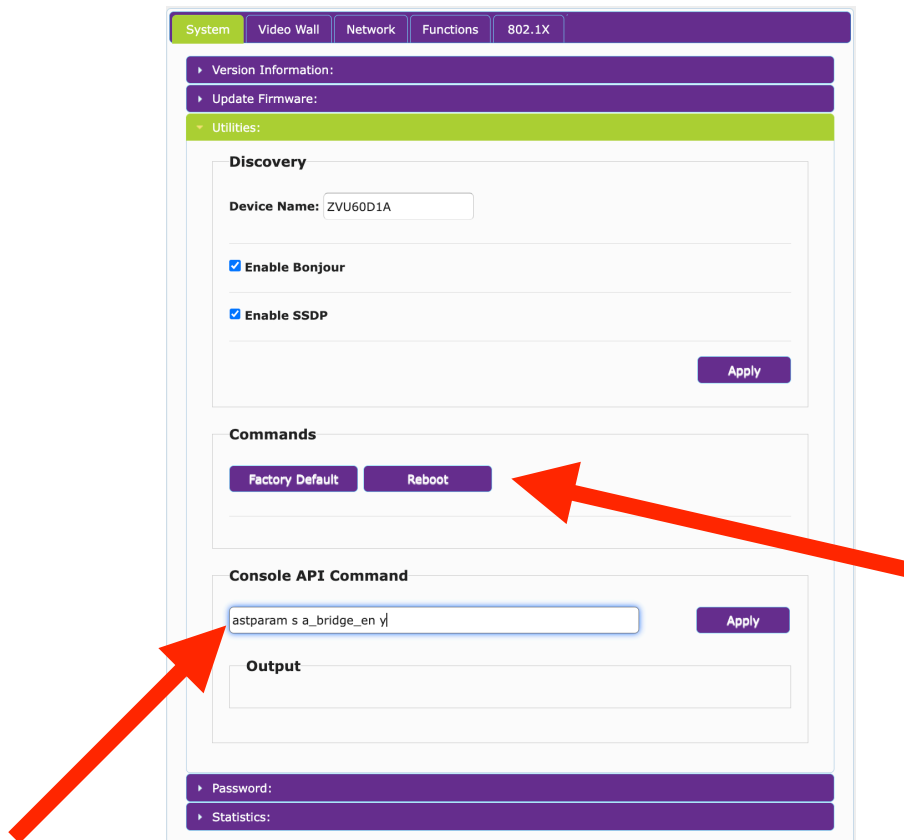 System Video Wall Network Functions 802.1X
Version Information:
Update Firmware:
Utilities:
Discovery
Device Name: ZVU60D1A
Enable Bonjour
Enable SSDP
Apply
Commands
Factory Default Reboot
Console API Command
astparam s a_bridge_en y Apply
Output
Password:
Statistics: